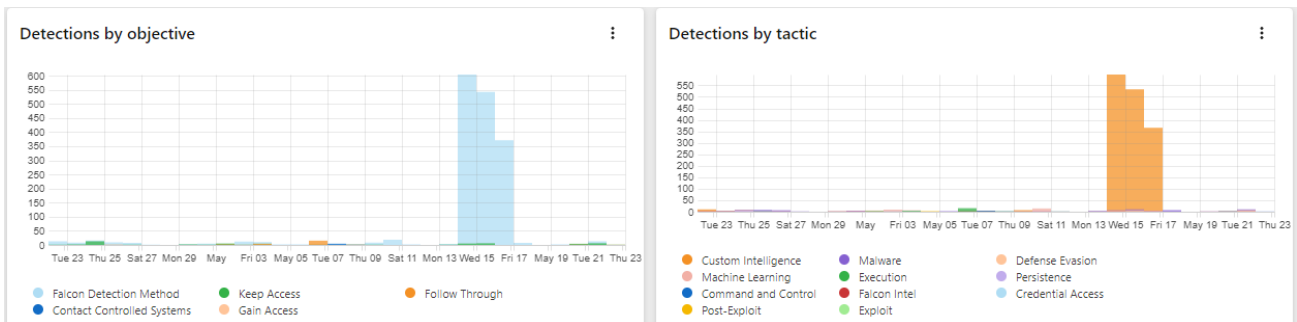 Detections by objective
600
550
500
450
400
350
300
250
200
150
100
50
0
Tue 23 Thu 25 Sat 27 Mon 29 May Fri 03 May 05 Tue 07 Thu 09 Sat 11 Mon 13 Wed 15 Fri 17 May 19 Tue 21 Thu 23
Falcon Detection Method Keep Access Follow Through
Contact Controlled Systems Gain Access
Detections by tactic
550
500
450
400
350
300
250
200
150
100
50
0
Tue 23 Thu 25 Sat 27 Mon 29 May Fri 03 May 05 Tue 07 Thu 09 Sat 11 Mon 13 Wed 15 Fri 17 May 19 Tue 21 Thu 23
Custom Intelligence Malware Defense Evasion
Machine Learning Execution Persistence
Command and Control Falcon Intel Credential Access
Post-Exploit Exploit